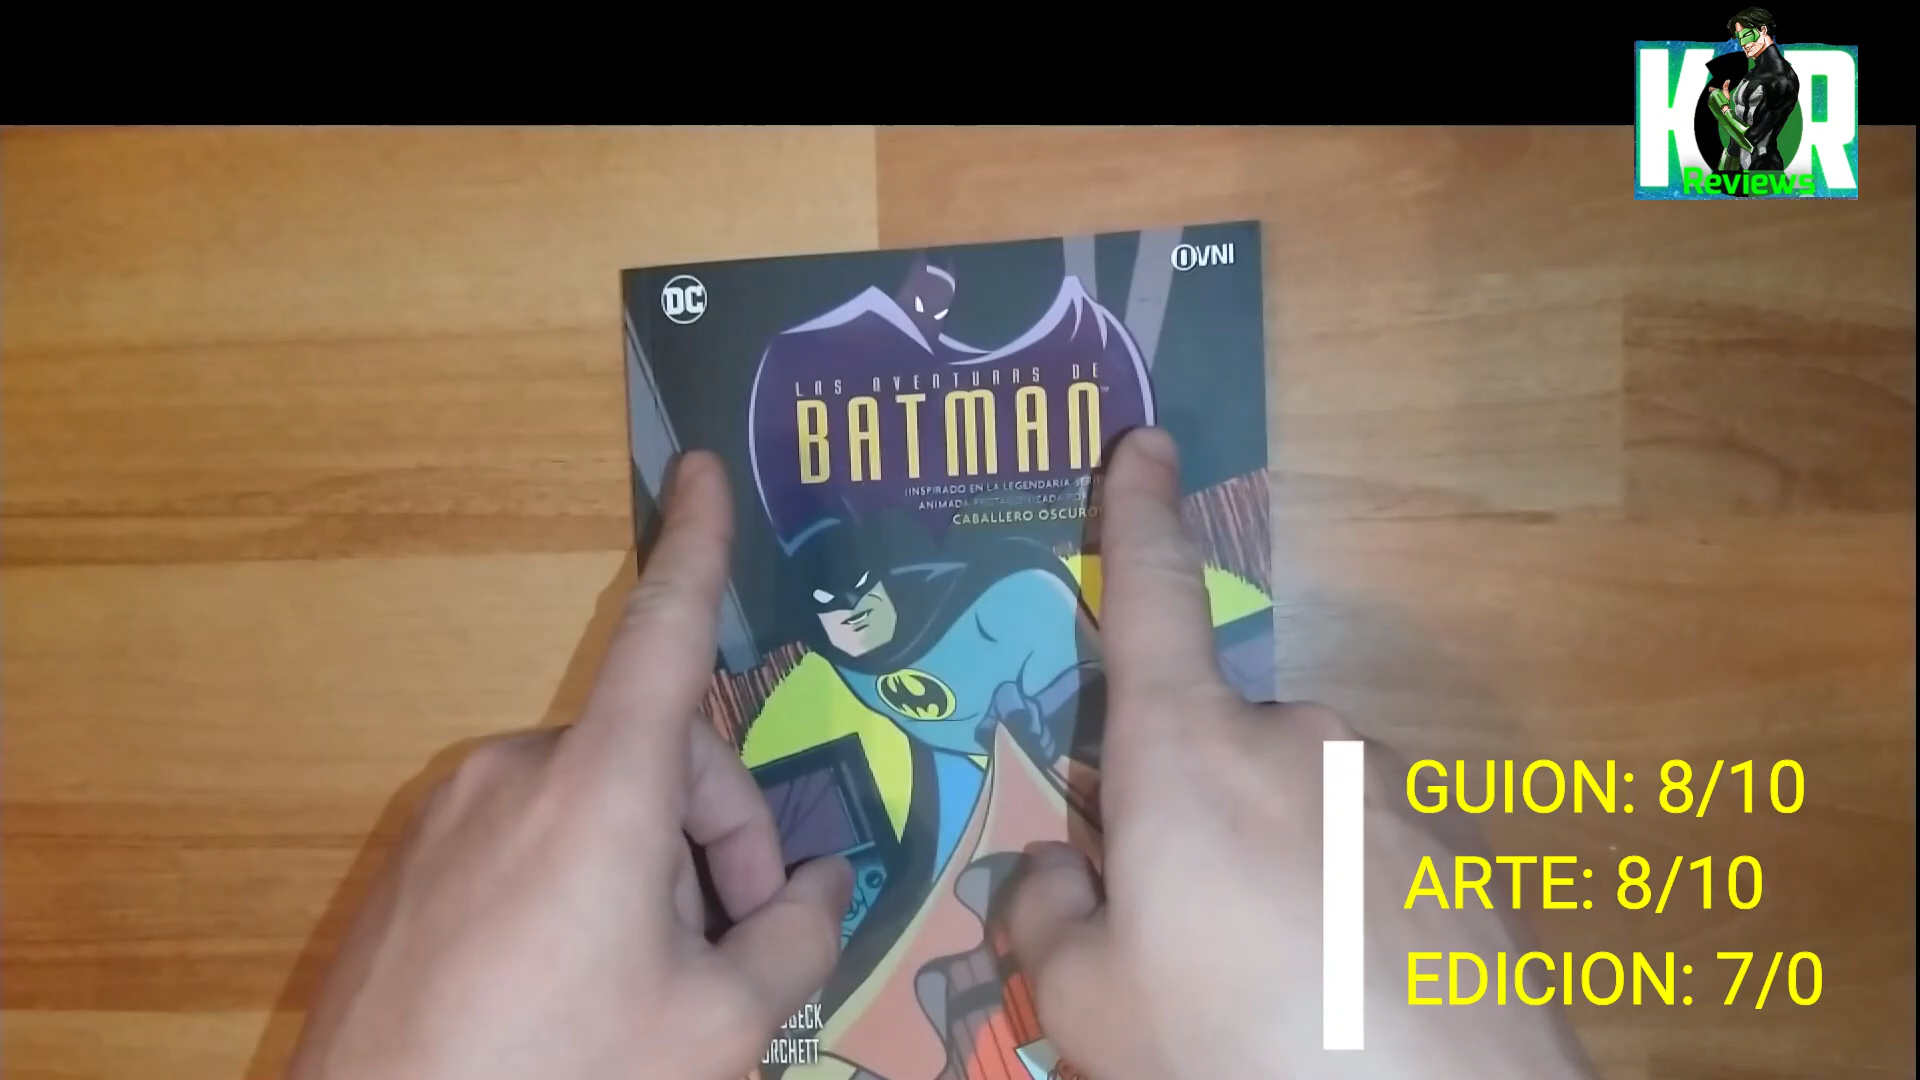 KR
Reviews
DC
OVNI
LAS AVENTURAS DE
BATMAN
¡INSPIRADO EN LA LEGENDARIA
ANIMADA
CABALLERO OSCURO
GUION: 8/10
ARTE: 8/10
EDICION: 7/0